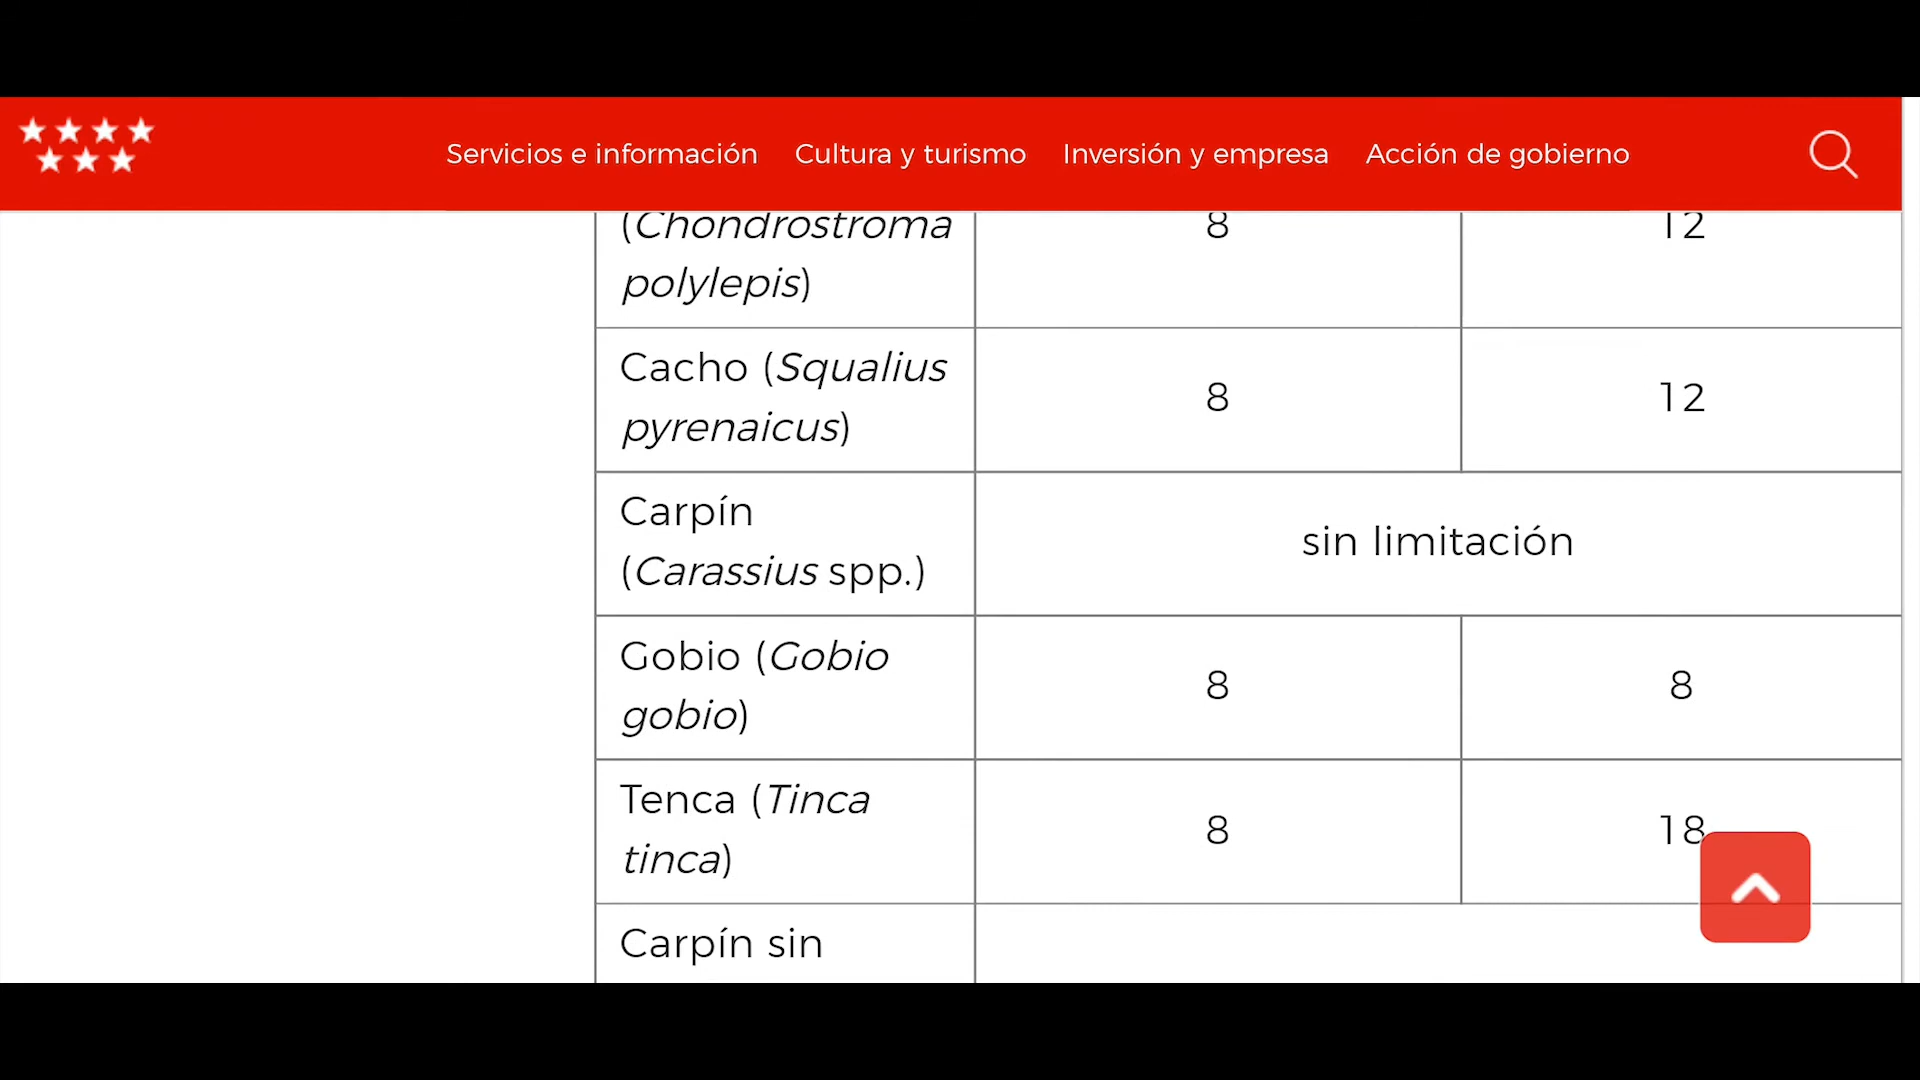 Servicios e información Cultura y turismo Inversión y empresa Acción de gobierno
(Chondrostroma
polylepis)
8
12
Cacho (Squalius
pyrenaicus)
8
12
Carpín
(Carassius spp.)
sin limitación
Gobio (Gobio
gobio)
8
8
Tenca (Tinca
tinca)
8
18
Carpín sin